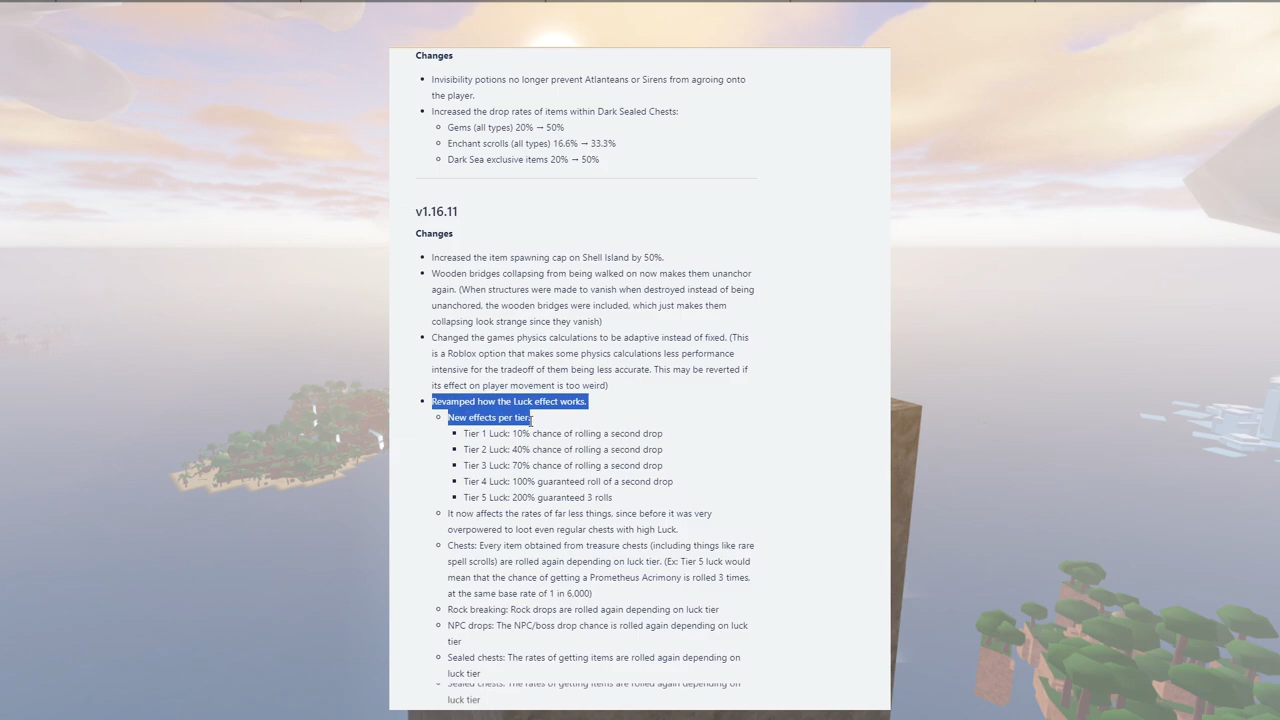 Changes
• Invisibility potions no longer prevent Atlanteans or Sirens from agroing onto
the player.
• Increased the drop rates of items within Dark Sealed Chests:
◦ Gems (all types) 20% → 50%
◦ Enchant scrolls (all types) 16.6% → 33.3%
◦ Dark Sea exclusive items 20% → 50%
v1.16.11
Changes
• Increased the item spawning cap on Shell Island by 50%.
• Wooden bridges collapsing from being walked on now makes them unanchor
again. (When structures were made to vanish when destroyed instead of being
unanchored, the wooden bridges were included, which just makes them
collapsing look strange since they vanish)
• Changed the games physics calculations to be adaptive instead of fixed. (This
is a Roblox option that makes some physics calculations less performance
intensive for the tradeoff of them being less accurate. This may be reverted if
its effect on player movement is too weird)
• Revamped how the Luck effect works.
◦ New effects per tier:
▪ Tier 1 Luck: 10% chance of rolling a second drop
▪ Tier 2 Luck: 40% chance of rolling a second drop
▪ Tier 3 Luck: 70% chance of rolling a second drop
▪ Tier 4 Luck: 100% guaranteed roll of a second drop
▪ Tier 5 Luck: 200% guaranteed 3 rolls
◦ It now affects the rates of far less things, since before it was very
overpowered to loot even regular chests with high Luck.
◦ Chests: Every item obtained from treasure chests (including things like rare
spell scrolls) are rolled again depending on luck tier. (Ex: Tier 5 luck would
mean that the chance of getting a Prometheus Acrimony is rolled 3 times,
at the same base rate of 1 in 6,000)
◦ Rock breaking: Rock drops are rolled again depending on luck tier
◦ NPC drops: The NPC/boss drop chance is rolled again depending on luck
tier
◦ Sealed chests: The rates of getting items are rolled again depending on
luck tier
◦ Sealed chests: The rates of getting items are rolled again depending on
luck tier